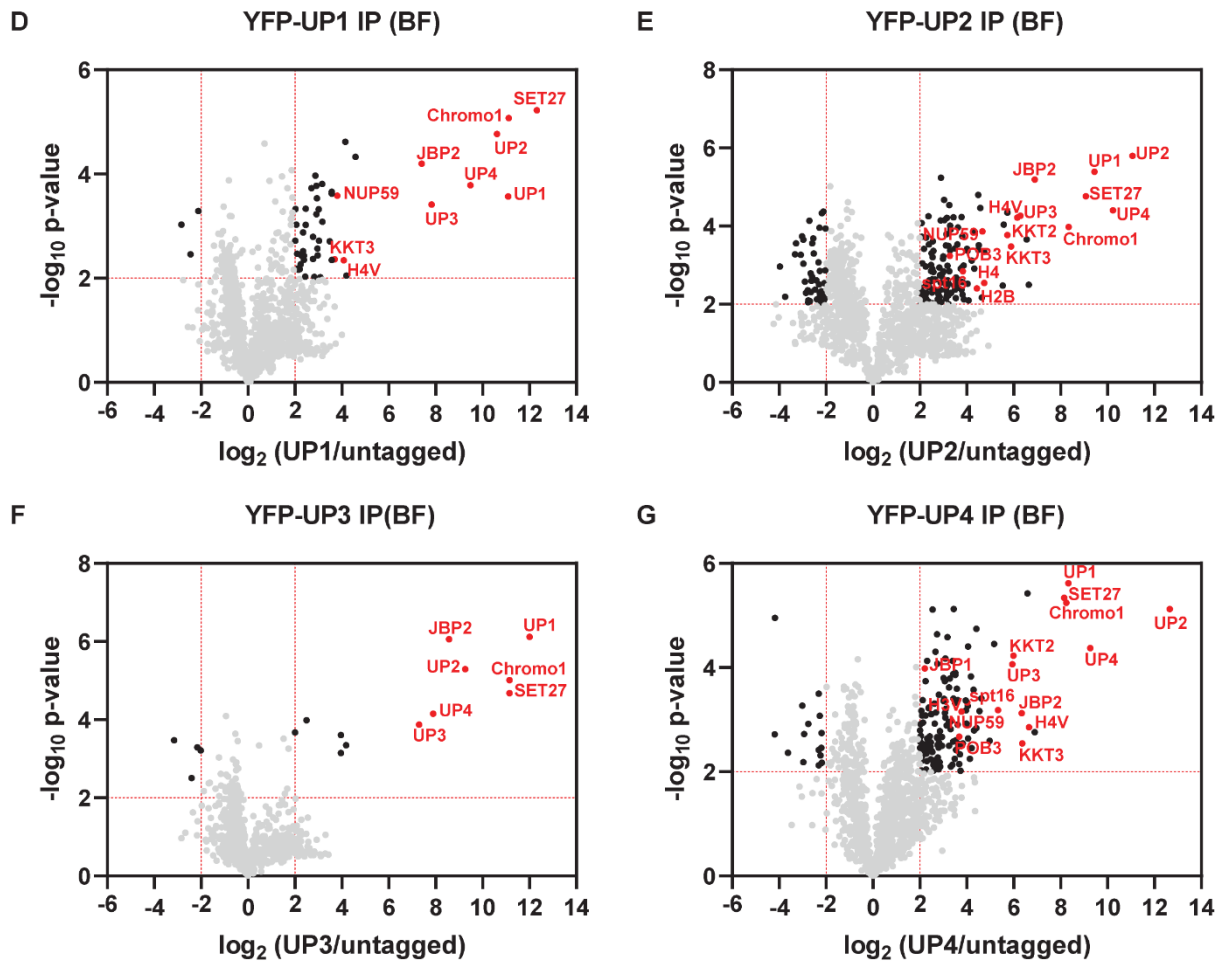 D
YFP-UP1 IP (BF)
6
4
2
0
-log10 p-value
SET27
Chromo1
UP2
JBP2
UP4
NUP59
UP1
UP3
KKT3
H4V
-6 -4 -2 0 2 4 6 8 10 12 14
log2 (UP1/untagged)
E
YFP-UP2 IP (BF)
8
6
4
2
0
-log10 p-value
UP1
UP2
JBP2
SET27
H4V
UP3
UP4
NUP59
KKT2
Chromo1
POB3
KKT3
H4
spt16
H2B
-6 -4 -2 0 2 4 6 8 10 12 14
log2 (UP2/untagged)
F
YFP-UP3 IP(BF)
8
6
4
2
0
-log10 p-value
JBP2
UP1
UP2
Chromo1
SET27
UP4
UP3
-6 -4 -2 0 2 4 6 8 10 12 14
log2 (UP3/untagged)
G
YFP-UP4 IP (BF)
6
4
2
0
-log10 p-value
UP1
SET27
Chromo1
UP2
KKT2
UP4
JBP1
UP3
spt16
H3V
JBP2
NUP59
H4V
POB3
KKT3
-6 -4 -2 0 2 4 6 8 10 12 14
log2 (UP4/untagged)